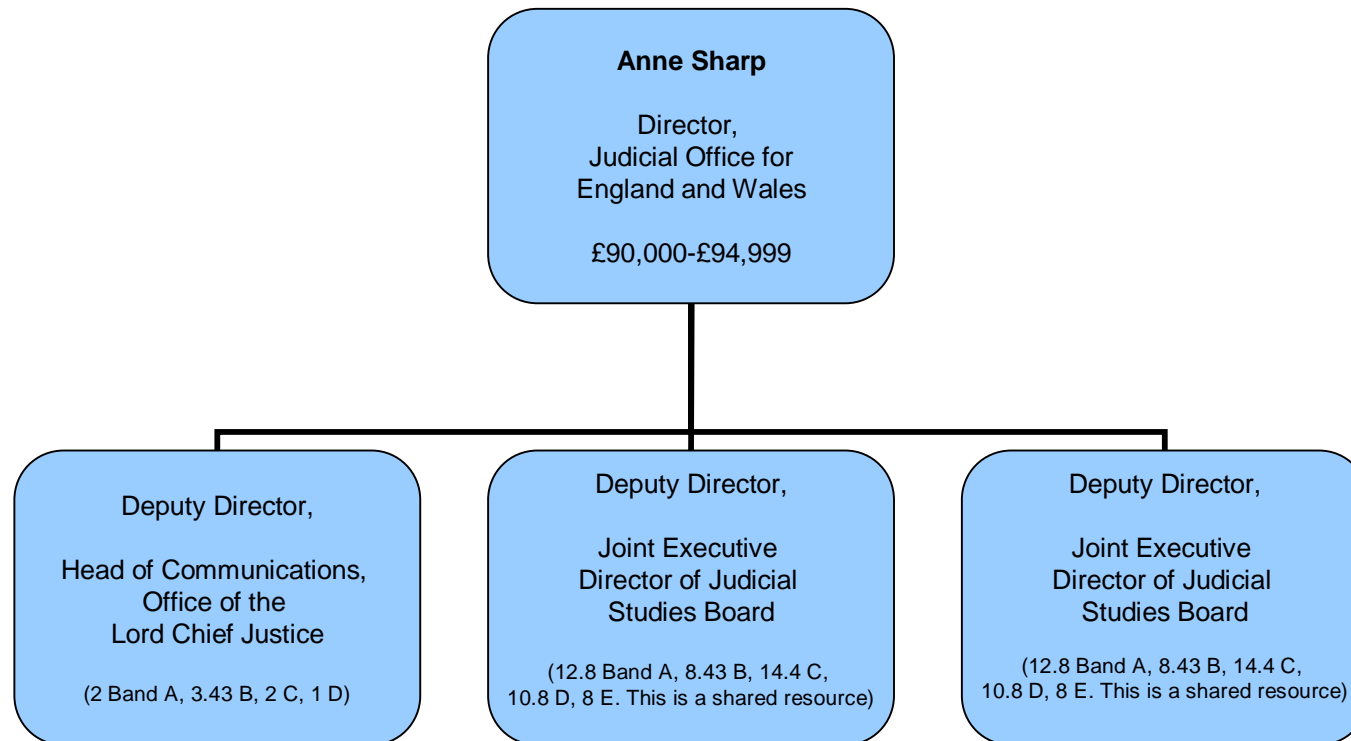 Anne Sharp
Director,
Judicial Office for
England and Wales
£90,000-£94,999
Deputy Director,
Head of Communications,
Office of the
Lord Chief Justice
(2 Band A, 3.43 B, 2 C, 1 D)
Deputy Director,
Joint Executive
Director of Judicial
Studies Board
(12.8 Band A, 8.43 B, 14.4 C,
10.8 D, 8 E. This is a shared resource)
Deputy Director,
Joint Executive
Director of Judicial
Studies Board
(12.8 Band A, 8.43 B, 14.4 C,
10.8 D, 8 E. This is a shared resource)